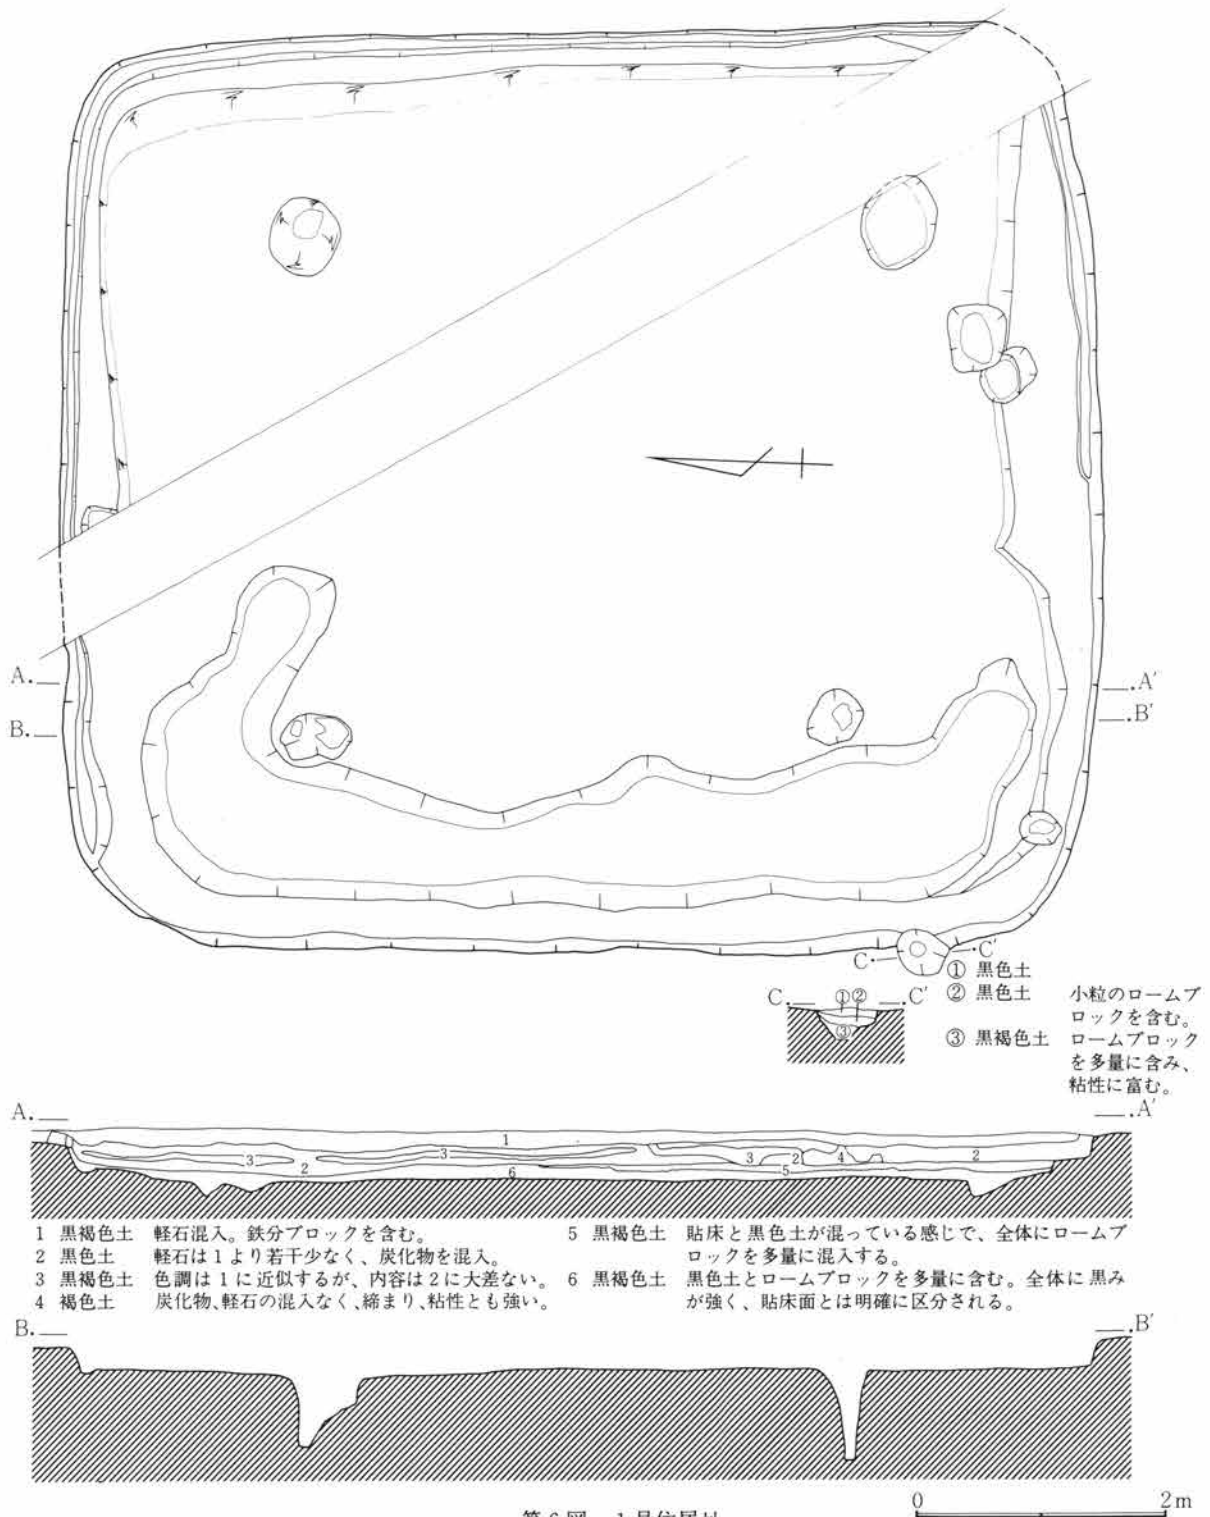 A. .A′
B. .B′
C. .C′
① 黒色土
C. ①② .C′ ② 黒色土 小粒のロームブ
ロックを含む。
③ ③ 黒褐色土 ロームブロック
を多量に含み、
粘性に富む。
A. .A′
1
3 3 3 2 4 2
2 6 5
1 黒褐色土 軽石混入。鉄分ブロックを含む。
2 黒色土 軽石は1より若干少なく、炭化物を混入。
3 黒褐色土 色調は1に近似するが、内容は2に大差ない。
4 褐色土 炭化物、軽石の混入なく、締まり、粘性とも強い。
5 黒褐色土 貼床と黒色土が混っている感じで、全体にロームブ
ロックを多量に混入する。
6 黒褐色土 黒色土とロームブロックを多量に含む。全体に黒み
が強く、貼床面とは明確に区分される。
B. .B′
0 2m